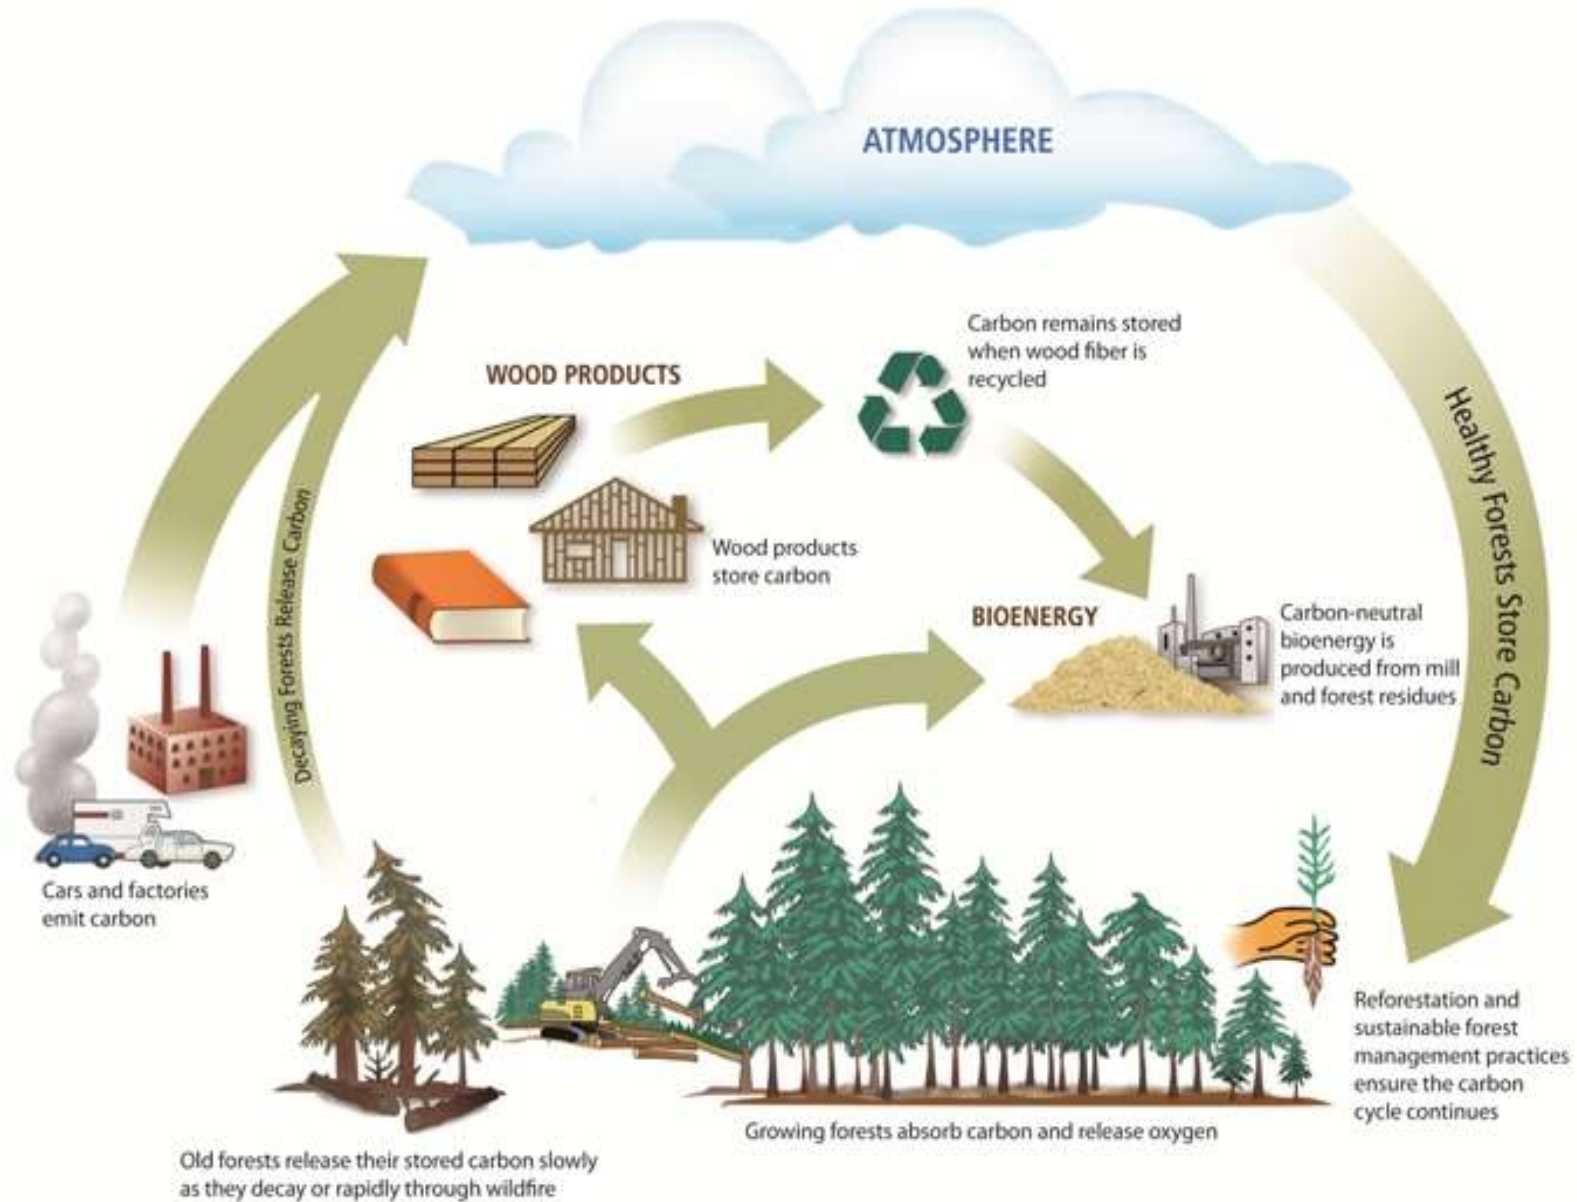 ATMOSPHERE
Carbon remains stored
when wood fiber is
recycled
WOOD PRODUCTS
Healthy Forests Store Carbon
Decaying Forests Release Carbon
Wood products
store carbon
BIOENERGY
Carbon-neutral
bioenergy is
produced from mill
and forest residues
Cars and factories
emit carbon
Reforestation and
sustainable forest
management practices
ensure the carbon
cycle continues
Growing forests absorb carbon and release oxygen
Old forests release their stored carbon slowly
as they decay or rapidly through wildfire